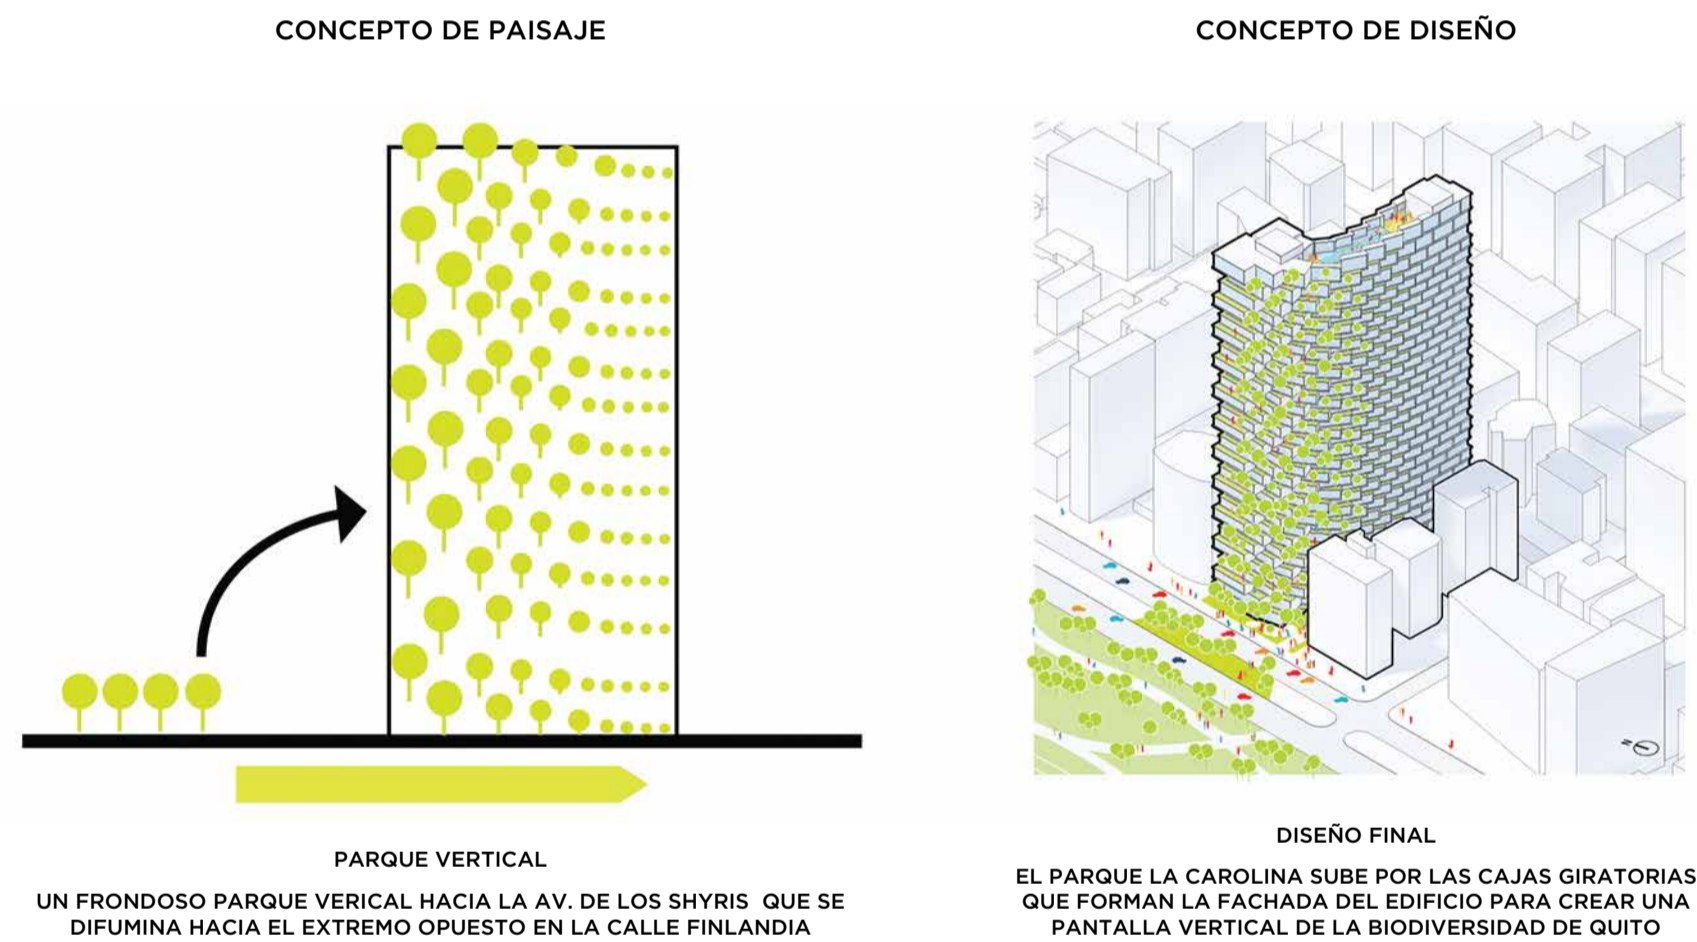 CONCEPTO DE PAISAJE
PARQUE VERTICAL
UN FRONDOSO PARQUE VERICAL HACIA LA AV. DE LOS SHYRIS QUE SE
DIFUMINA HACIA EL EXTREMO OPUESTO EN LA CALLE FINLANDIA
CONCEPTO DE DISEÑO
N
DISEÑO FINAL
EL PARQUE LA CAROLINA SUBE POR LAS CAJAS GIRATORIAS
QUE FORMAN LA FACHADA DEL EDIFICIO PARA CREAR UNA
PANTALLA VERTICAL DE LA BIODIVERSIDAD DE QUITO